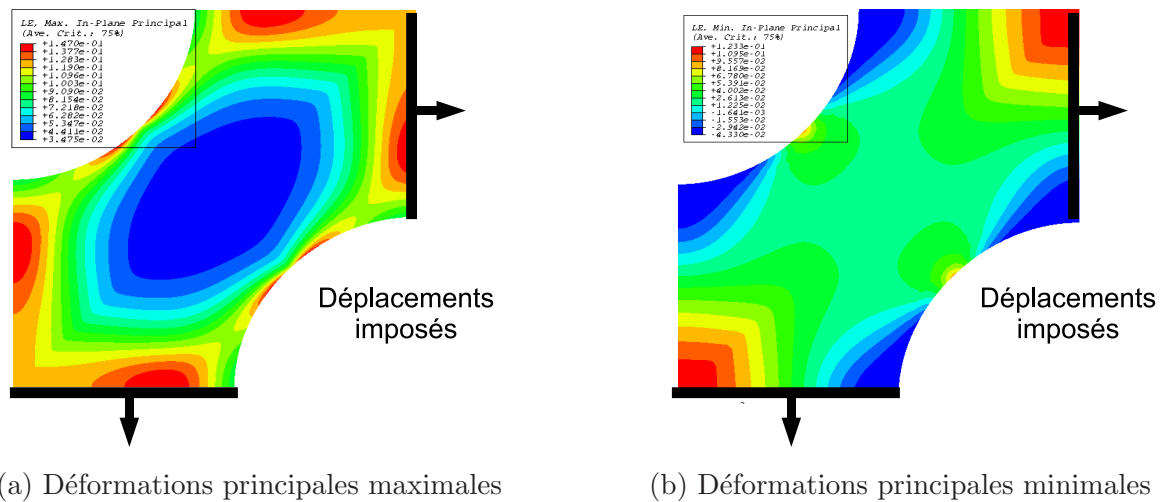 LE, Max. In-Plane Principal
(Ave. Crit.: 75%)
+1.470e-01
+1.377e-01
+1.283e-01
+1.190e-01
+1.096e-01
+1.003e-01
+9.090e-02
+8.154e-02
+7.218e-02
+6.282e-02
+5.347e-02
+4.411e-02
+3.475e-02
Déplacements
imposés
LE, Min. In-Plane Principal
(Ave. Crit.: 75%)
+1.233e-01
+1.095e-01
+9.557e-02
+8.169e-02
+6.780e-02
+5.391e-02
+4.002e-02
+2.613e-02
+1.225e-02
-1.641e-03
-1.553e-02
-2.942e-02
-4.330e-02
Déplacements
imposés
(a) Déformations principales maximales
(b) Déformations principales minimales